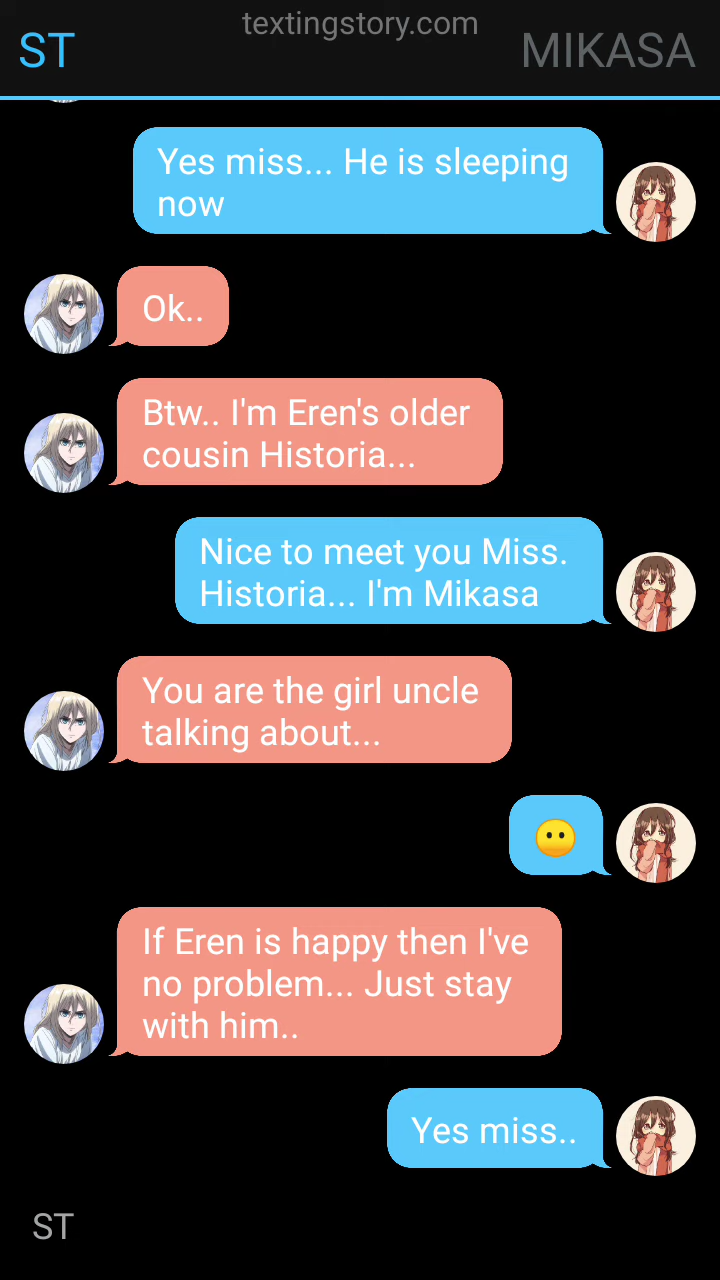 textingstory.com
ST
MIKASA
Yes miss... He is sleeping
now
Ok..
Btw.. I'm Eren's older
cousin Historia...
Nice to meet you Miss.
Historia... I'm Mikasa
You are the girl uncle
talking about...
😶
If Eren is happy then I've
no problem... Just stay
with him..
Yes miss..
ST